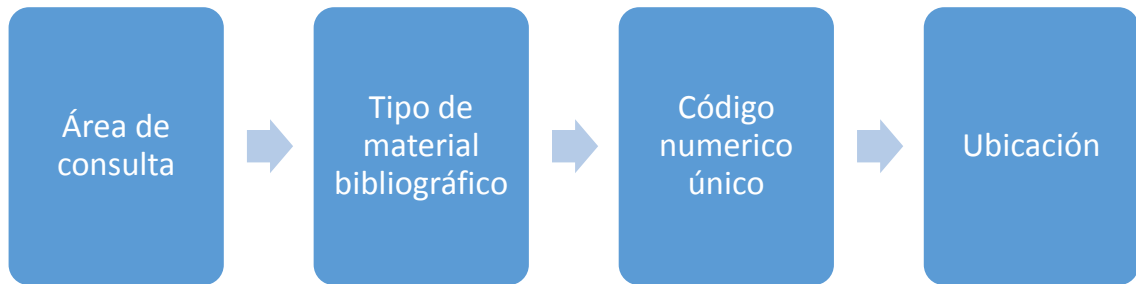 Área de
consulta
Tipo de
material
bibliográfico
Código
numerico
único
Ubicación